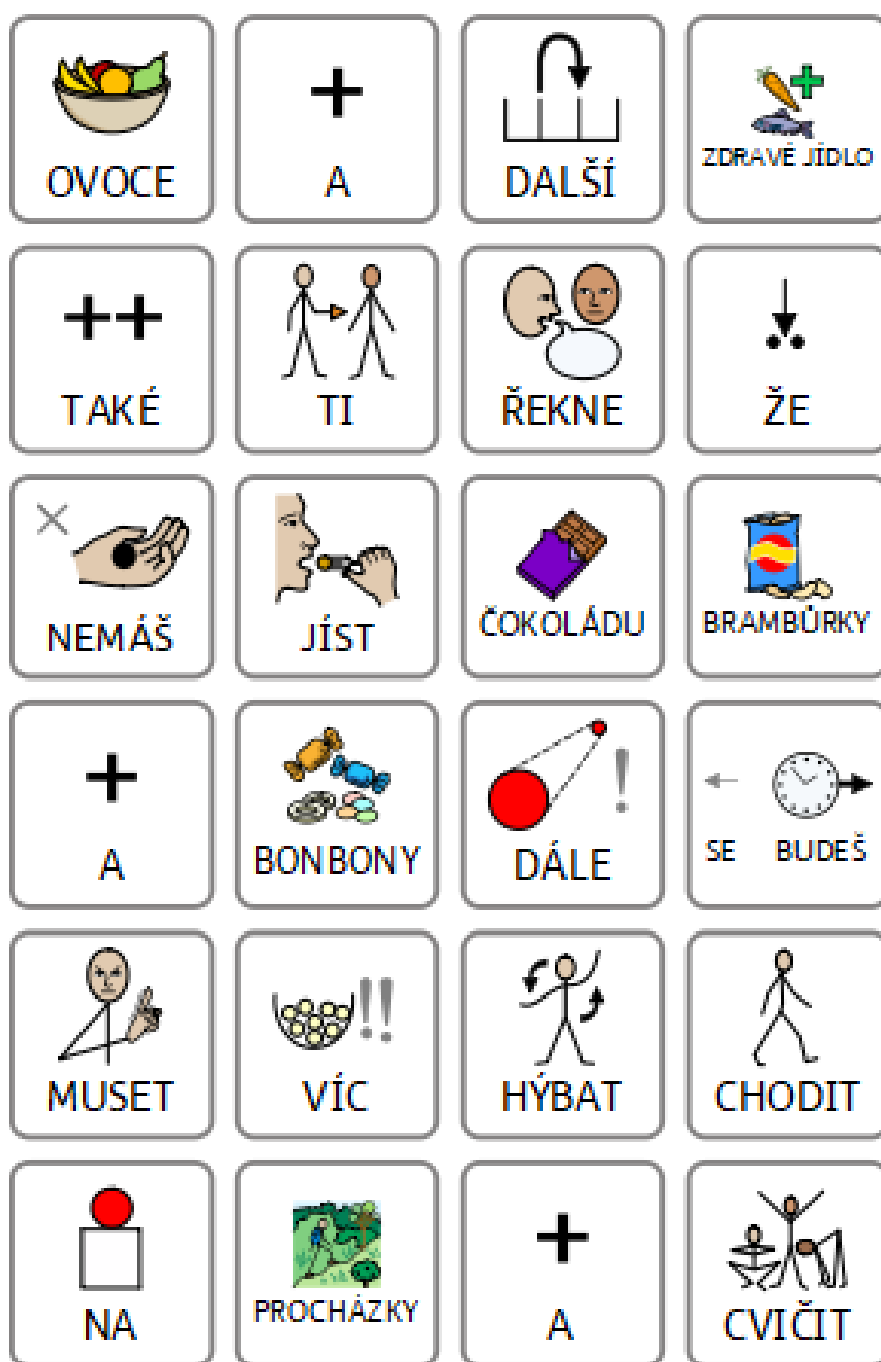 OVOCE A DALŠÍ ZDRAVÉ JÍDLO
TAKÉ TI ŘEKNE ŽE
NEMÁŠ JÍST ČOKOLÁDU BRAMBŮRKY
A BONBONY DÁLE SE BUDEŠ
MUSET VÍC HÝBAT CHODIT
NA PROCHÁZKY A CVIČIT